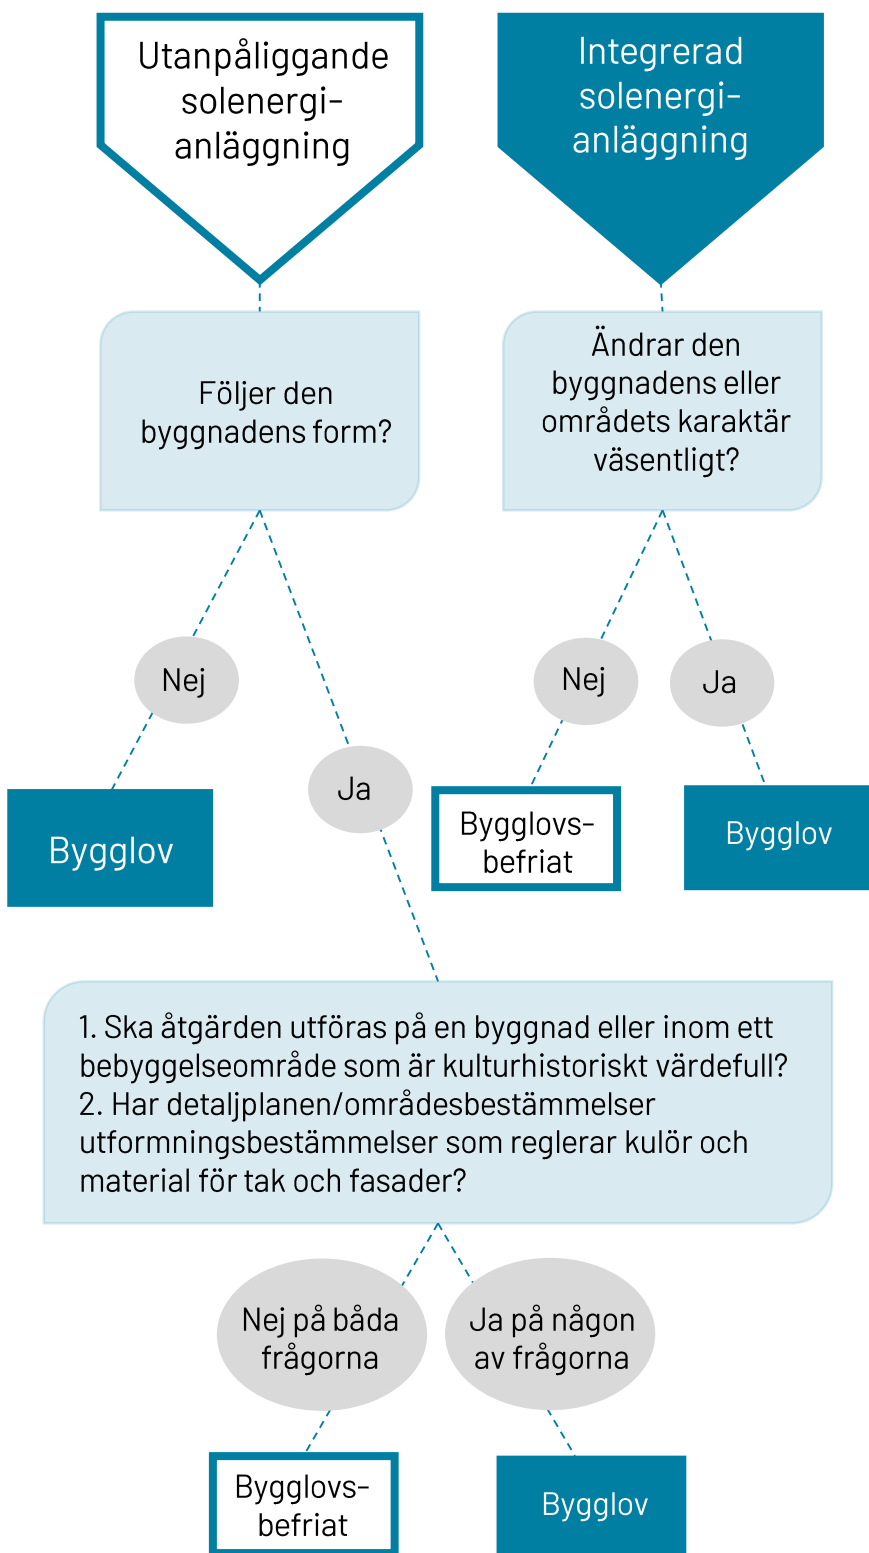 Utanpåliggande
solenergi-
anläggning
Integrerad
solenergi-
anläggning
Följer den
byggnadens form?
Ändrar den
byggnadens eller
områdets karaktär
väsentligt?
Nej
Ja
Nej
Ja
Bygglov
Bygglovs-
befriat
Bygglov
1. Ska åtgärden utföras på en byggnad eller inom ett
bebyggelseområde som är kulturhistoriskt värdefull?
2. Har detaljplanen/områdesbestämmelser
utformningsbestämmelser som reglerar kulör och
material för tak och fasader?
Nej på båda
frågorna
Ja på någon
av frågorna
Bygglovs-
befriat
Bygglov